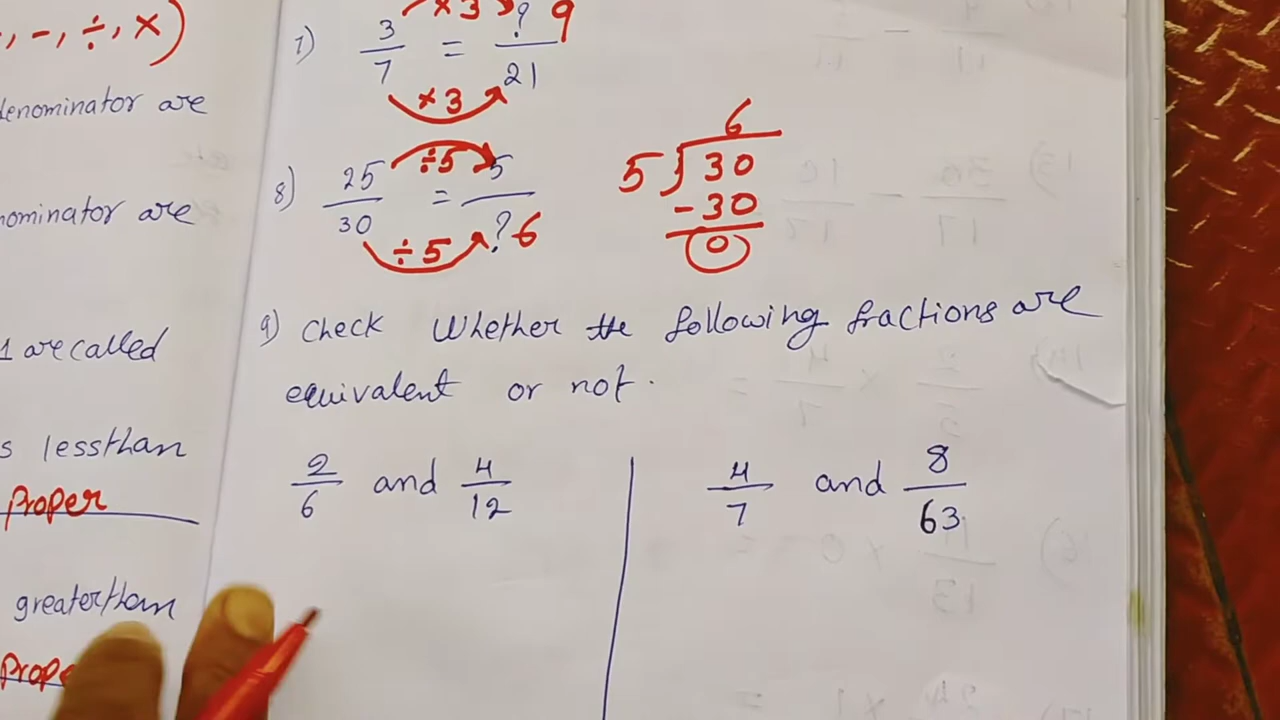 , -, ÷, ×)
denominator are
nominator are
1 are called
s lessthan
Proper
greaterthan
Prope
7) 3/7 = ?/21 9
×3
×3
8) 25/30 = 5/? 6
÷5
÷5
6
5 30
-30
0
9) Check Whether the following fractions are
equivalent or not.
2/6 and 4/12
4/7 and 8/63